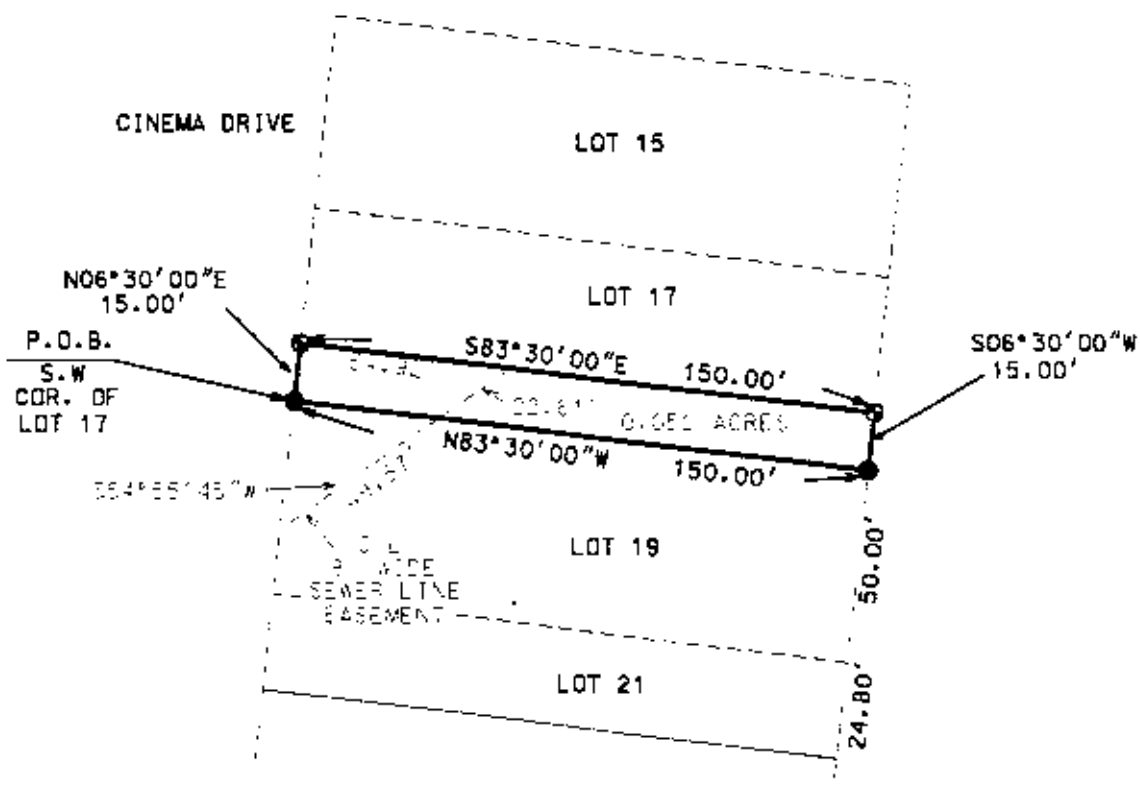 CINEMA DRIVE
LOT 15
N06°30'00"E
15.00'
LOT 17
P.O.B.
S.W
COR. OF
LOT 17
S83°30'00"E 150.00'
S06°30'00"W
15.00'
ACRES
N83°30'00"W 150.00'
LOT 19
50.00'
WIDE
SEWER LINE
EASEMENT
LOT 21
24.80'